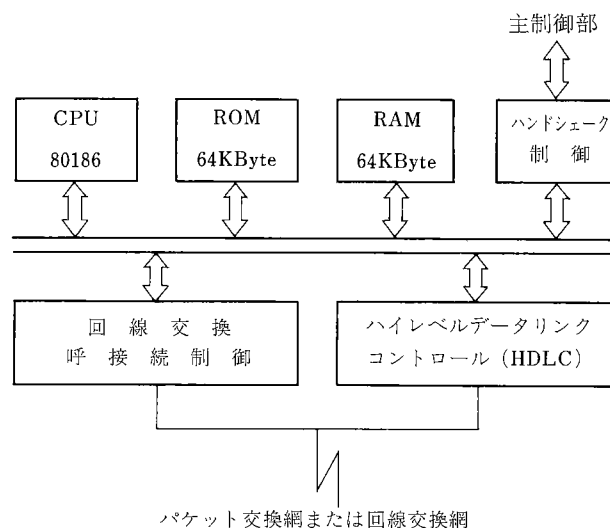 主制御部
CPU
80186
ROM
64KByte
RAM
64KByte
ハンドシェーク
制御
回線交換
呼接続制御
ハイレベルデータリンク
コントロール(HDLC)
パケット交換網または回線交換網